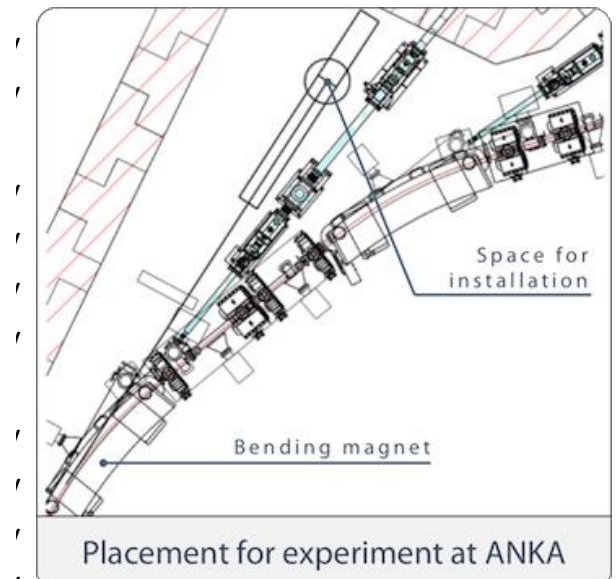 Space for
installation
Bending magnet
Placement for experiment at ANKA